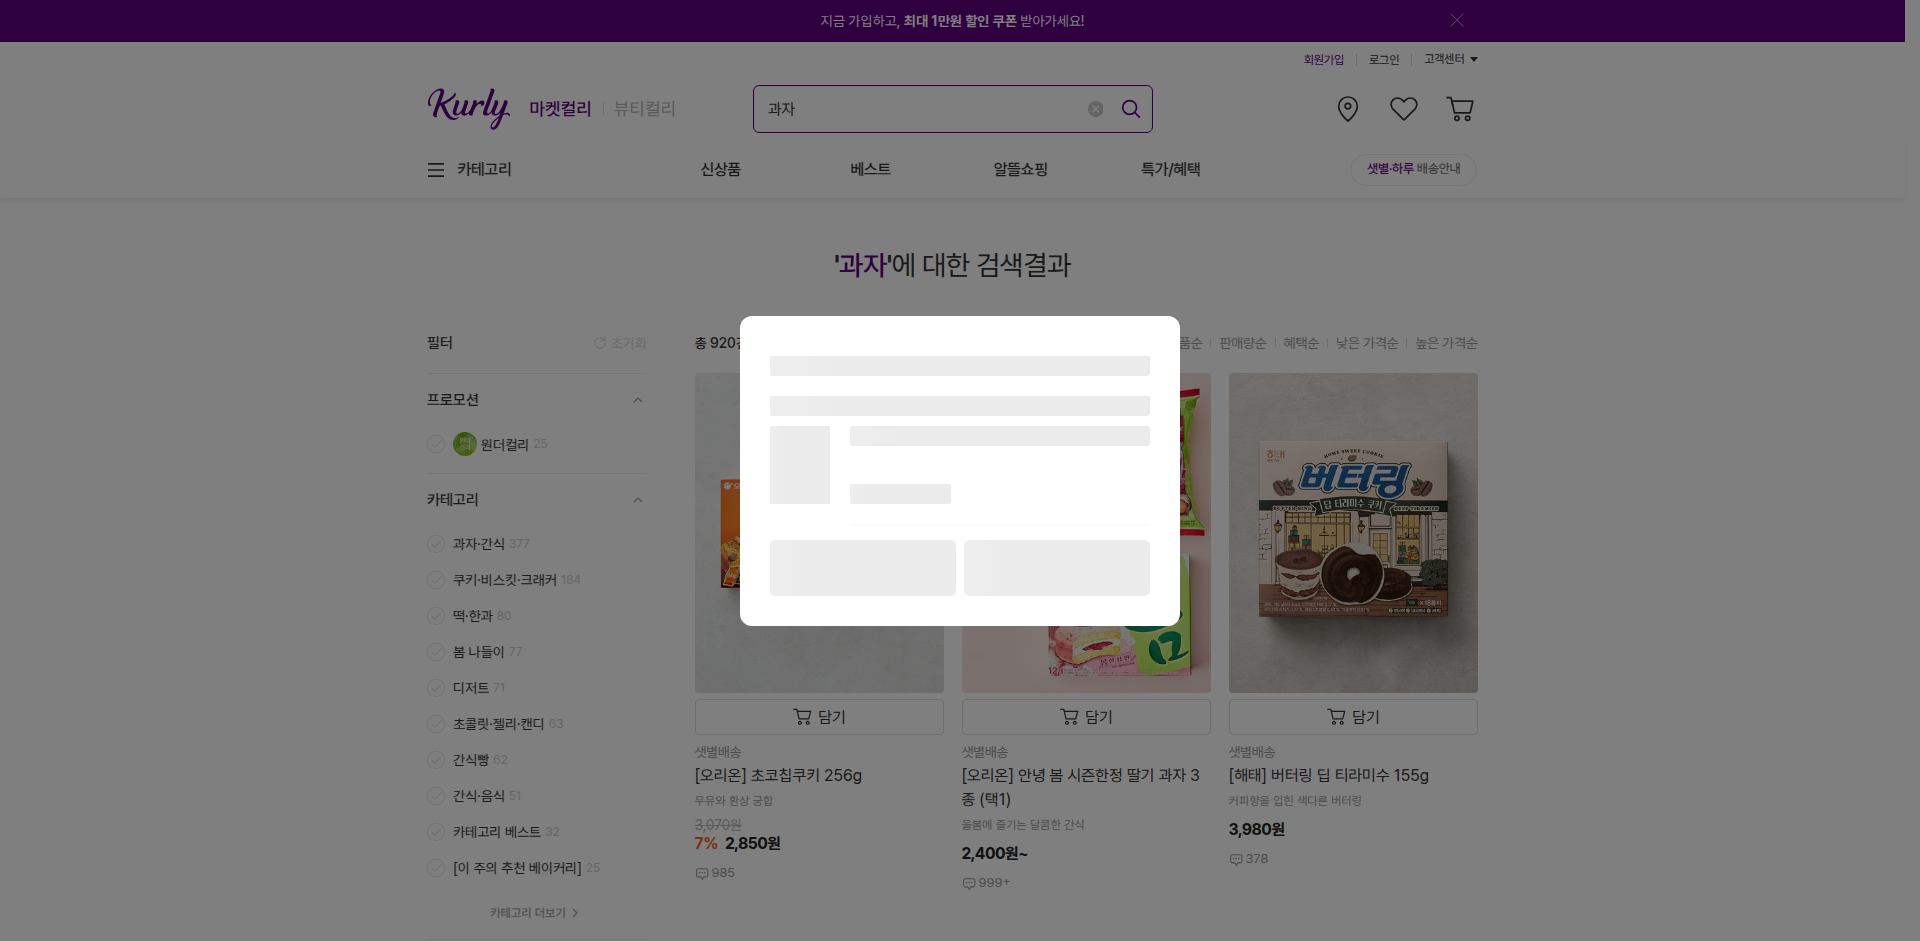 지금 가입하고, 최대 1만원 할인 쿠폰 받아가세요!
회원가입 로그인 고객센터
Kurly 마켓컬리 뷰티컬리
과자
카테고리 신상품 베스트 알뜰쇼핑 특가/혜택 샛별·하루 배송안내
'과자'에 대한 검색결과
필터 초기화
총 920
품순 판매량순 혜택순 낮은 가격순 높은 가격순
프로모션
원더컬리 25
카테고리
과자·간식 377
쿠키·비스킷·크래커 184
떡·한과 80
봄 나들이 77
디저트 71
초콜릿·젤리·캔디 63
간식빵 62
간식·음식 51
카테고리 베스트 32
[이 주의 추천 베이커리] 25
카테고리 더보기
해태
HOME SWEET COOKIE
버터링
딥 티라미수 쿠키
담기
샛별배송
[오리온] 초코칩쿠키 256g
우유와 환상 궁합
3,070원
7% 2,850원
985
담기
샛별배송
[오리온] 안녕 봄 시즌한정 딸기 과자 3
종 (택1)
올봄에 즐기는 달콤한 간식
2,400원~
999+
담기
샛별배송
[해태] 버터링 딥 티라미수 155g
커피향을 입힌 색다른 버터링
3,980원
378